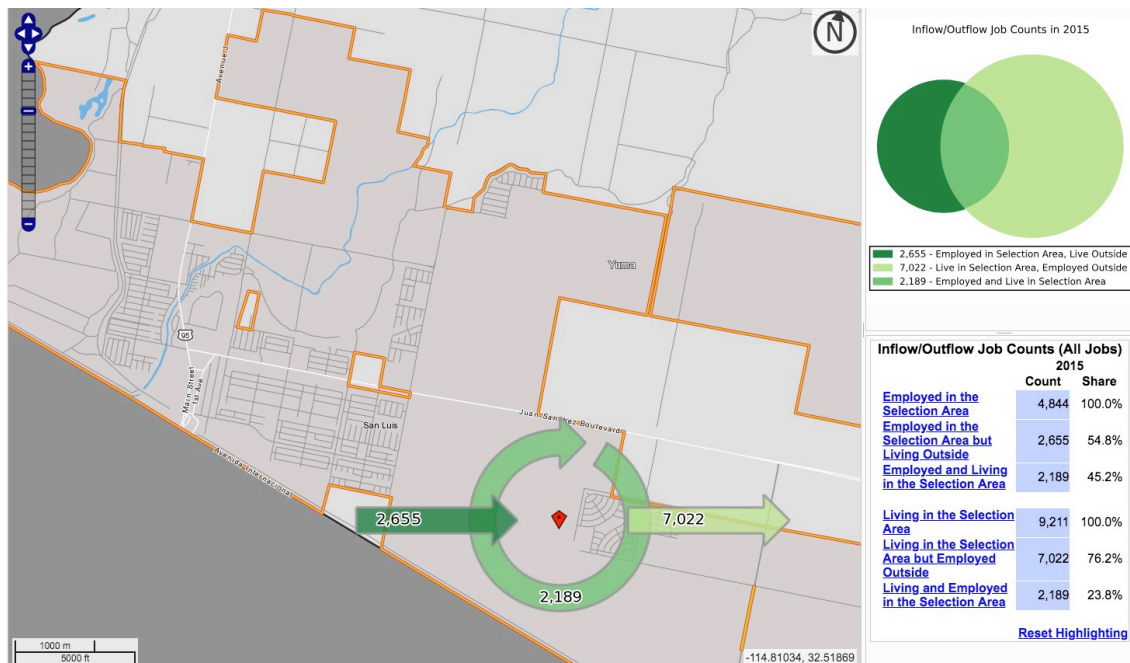 Avenue J
N
Yuma
95
Main Street
1st Ave
San Luis
Juan Sanchez Boulevard
Avenida Internacional
2,655
7,022
2,189
1000 m
5000 ft
-114.81034, 32.51869
Inflow/Outflow Job Counts in 2015
2,655 - Employed in Selection Area, Live Outside
7,022 - Live in Selection Area, Employed Outside
2,189 - Employed and Live in Selection Area
Inflow/Outflow Job Counts (All Jobs)
2015
Count Share
Employed in the
Selection Area 4,844 100.0%
Employed in the
Selection Area but 2,655 54.8%
Living Outside
Employed and Living
in the Selection Area 2,189 45.2%
Living in the Selection
Area 9,211 100.0%
Living in the Selection
Area but Employed 7,022 76.2%
Outside
Living and Employed
in the Selection Area 2,189 23.8%
Reset Highlighting